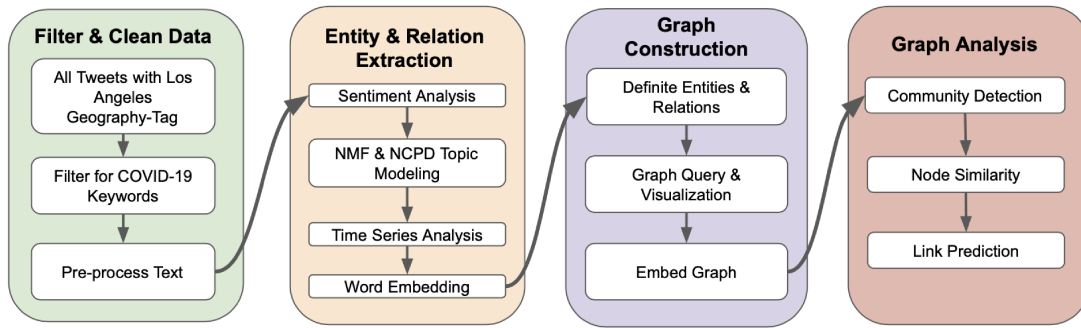 Filter & Clean Data
All Tweets with Los
Angeles
Geography-Tag
Filter for COVID-19
Keywords
Pre-process Text
Entity & Relation
Extraction
Sentiment Analysis
NMF & NCPD Topic
Modeling
Time Series Analysis
Word Embedding
Graph
Construction
Definite Entities &
Relations
Graph Query &
Visualization
Embed Graph
Graph Analysis
Community Detection
Node Similarity
Link Prediction